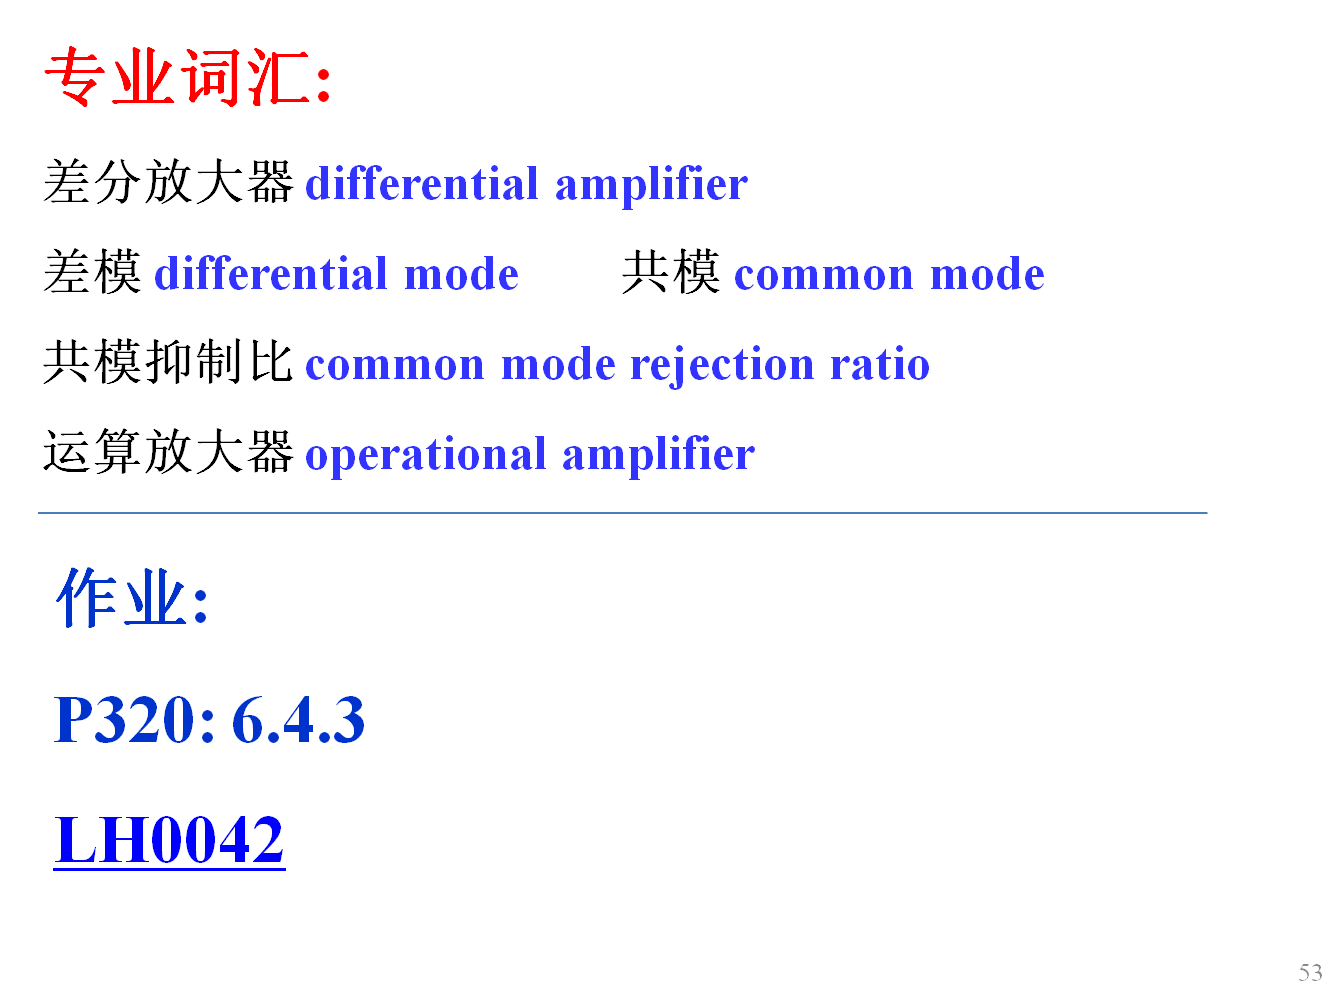 专业词汇:
差分放大器 differential amplifier
差模 differential mode 共模 common mode
共模抑制比 common mode rejection ratio
运算放大器 operational amplifier
作业:
P320: 6.4.3
LH0042
53